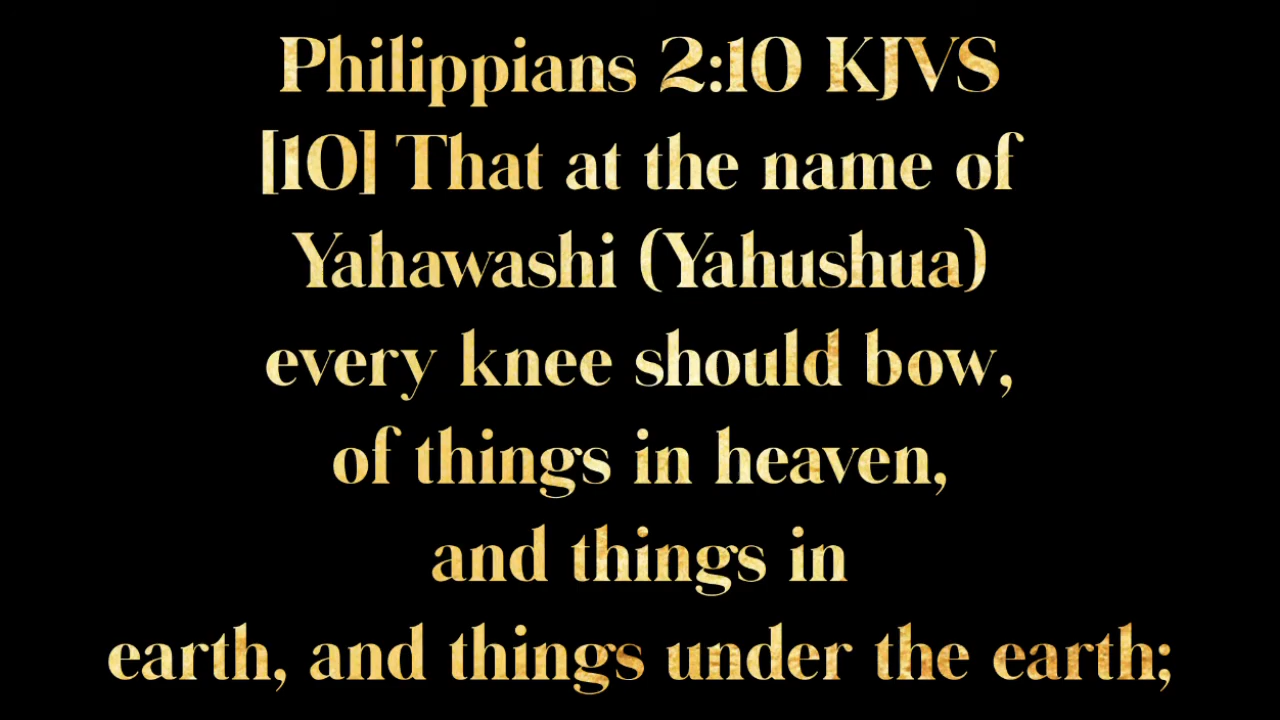 Philippians 2:10 KJVS
[10] That at the name of
Yahawashi (Yahushua)
every knee should bow,
of things in heaven,
and things in
earth, and things under the earth;